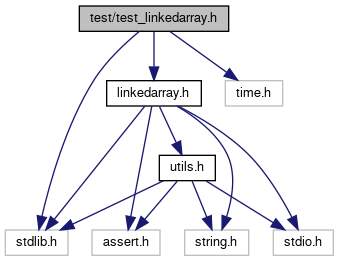 test/test_linkedarray.h
linkedarray.h
time.h
utils.h
stdlib.h
assert.h
string.h
stdio.h